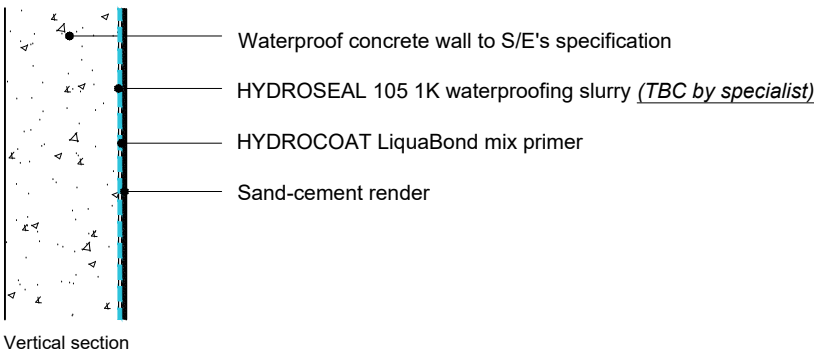 Waterproof concrete wall to S/E's specification
HYDROSEAL 105 1K waterproofing slurry (TBC by specialist)
HYDROCOAT LiquaBond mix primer
Sand-cement render
Vertical section